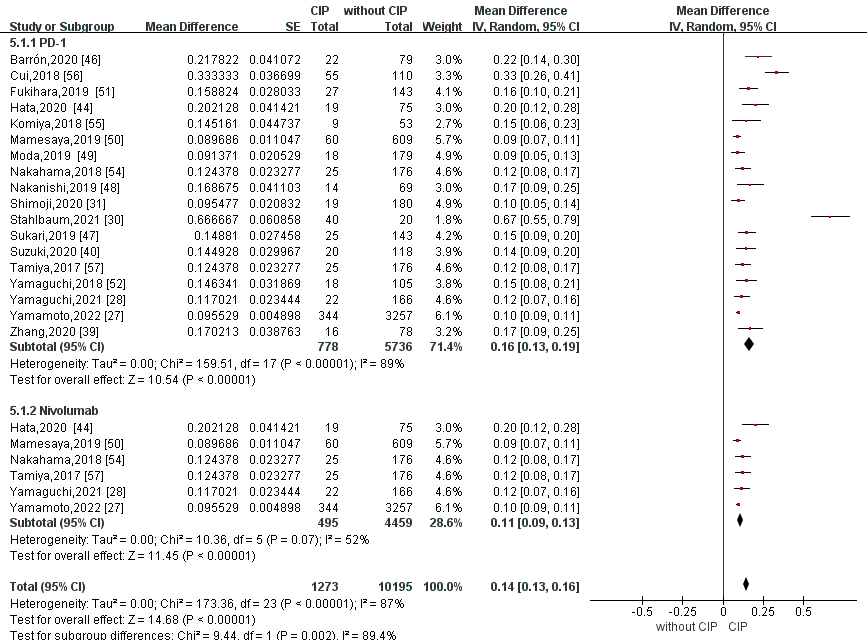 CIP without CIP Mean Difference Mean Difference
Study or Subgroup Mean Difference SE Total Total Weight IV, Random, 95% CI IV, Random, 95% CI
5.1.1 PD-1
Barrón,2020 [46] 0.217822 0.041072 22 79 3.0% 0.22 [0.14, 0.30]
Cui,2018 [56] 0.333333 0.036699 55 110 3.3% 0.33 [0.26, 0.41]
Fukihara,2019 [51] 0.158824 0.028033 27 143 4.1% 0.16 [0.10, 0.21]
Hata,2020 [44] 0.202128 0.041421 19 75 3.0% 0.20 [0.12, 0.28]
Komiya,2018 [55] 0.145161 0.044737 9 53 2.8% 0.15 [0.06, 0.23]
Mamesaya,2019 [50] 0.089686 0.011047 60 609 5.7% 0.09 [0.07, 0.11]
Moda,2019 [49] 0.091371 0.020529 18 179 4.9% 0.09 [0.05, 0.13]
Nakahama,2018 [54] 0.124378 0.023277 25 176 4.6% 0.12 [0.08, 0.17]
Nakanishi,2019 [48] 0.168675 0.041103 14 69 3.0% 0.17 [0.09, 0.25]
Shimoji,2020 [31] 0.095477 0.020832 19 180 4.8% 0.10 [0.05, 0.14]
Stahlbaum,2021 [30] 0.666667 0.060858 40 20 1.8% 0.67 [0.55, 0.79]
Sukari,2019 [47] 0.14881 0.027458 25 143 4.2% 0.15 [0.09, 0.20]
Suzuki,2020 [40] 0.144928 0.029967 20 118 4.0% 0.14 [0.09, 0.20]
Tamiya,2017 [57] 0.124378 0.023277 25 176 4.6% 0.12 [0.08, 0.17]
Yamaguchi,2018 [52] 0.146341 0.031869 18 105 3.8% 0.15 [0.08, 0.21]
Yamaguchi,2021 [28] 0.117021 0.023444 22 166 4.6% 0.12 [0.07, 0.16]
Yamamoto,2022 [27] 0.095529 0.004898 344 3257 6.1% 0.10 [0.09, 0.11]
Zhang,2020 [39] 0.170213 0.038763 16 78 3.2% 0.17 [0.09, 0.25]
Subtotal (95% CI) 778 5736 71.4% 0.16 [0.13, 0.19]
Heterogeneity: Tau² = 0.00; Chi² = 159.51, df = 17 (P < 0.00001); I² = 89%
Test for overall effect: Z = 10.54 (P < 0.00001)
5.1.2 Nivolumab
Hata,2020 [44] 0.202128 0.041421 19 75 3.0% 0.20 [0.12, 0.28]
Mamesaya,2019 [50] 0.089686 0.011047 60 609 5.7% 0.09 [0.07, 0.11]
Nakahama,2018 [54] 0.124378 0.023277 25 176 4.6% 0.12 [0.08, 0.17]
Tamiya,2017 [57] 0.124378 0.023277 25 176 4.6% 0.12 [0.08, 0.17]
Yamaguchi,2021 [28] 0.117021 0.023444 22 166 4.6% 0.12 [0.07, 0.16]
Yamamoto,2022 [27] 0.095529 0.004898 344 3257 6.1% 0.10 [0.09, 0.11]
Subtotal (95% CI) 495 4459 28.6% 0.11 [0.09, 0.13]
Heterogeneity: Tau² = 0.00; Chi² = 10.36, df = 5 (P = 0.07); I² = 52%
Test for overall effect: Z = 11.45 (P < 0.00001)
Total (95% CI) 1273 10195 100.0% 0.14 [0.13, 0.16]
Heterogeneity: Tau² = 0.00; Chi² = 173.36, df = 23 (P < 0.00001); I² = 87%
Test for overall effect: Z = 14.68 (P < 0.00001)
Test for subgroup differences: Chi² = 9.44, df = 1 (P = 0.002), I² = 89.4%
-0.5 -0.25 0 0.25 0.5
without CIP CIP